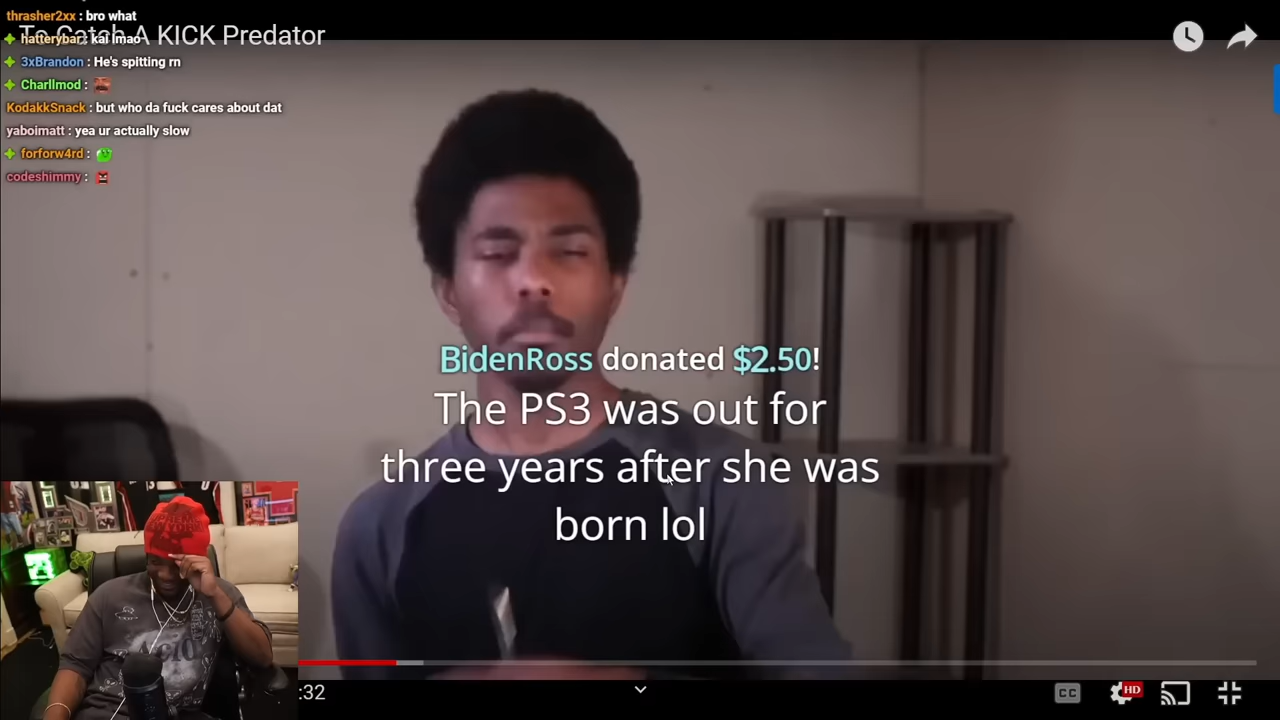 thrasher2xx : bro what
To Catch A KICK Predator
hatterybar : kai lmao
3xBrandon : He's spitting rn
Charllmod :
KodakkSnack : but who da fuck cares about dat
yaboimatt : yea ur actually slow
forforw4rd :
codeshimmy :
BidenRoss donated $2.50!
The PS3 was out for
three years after she was
born lol
:32
CC
HD